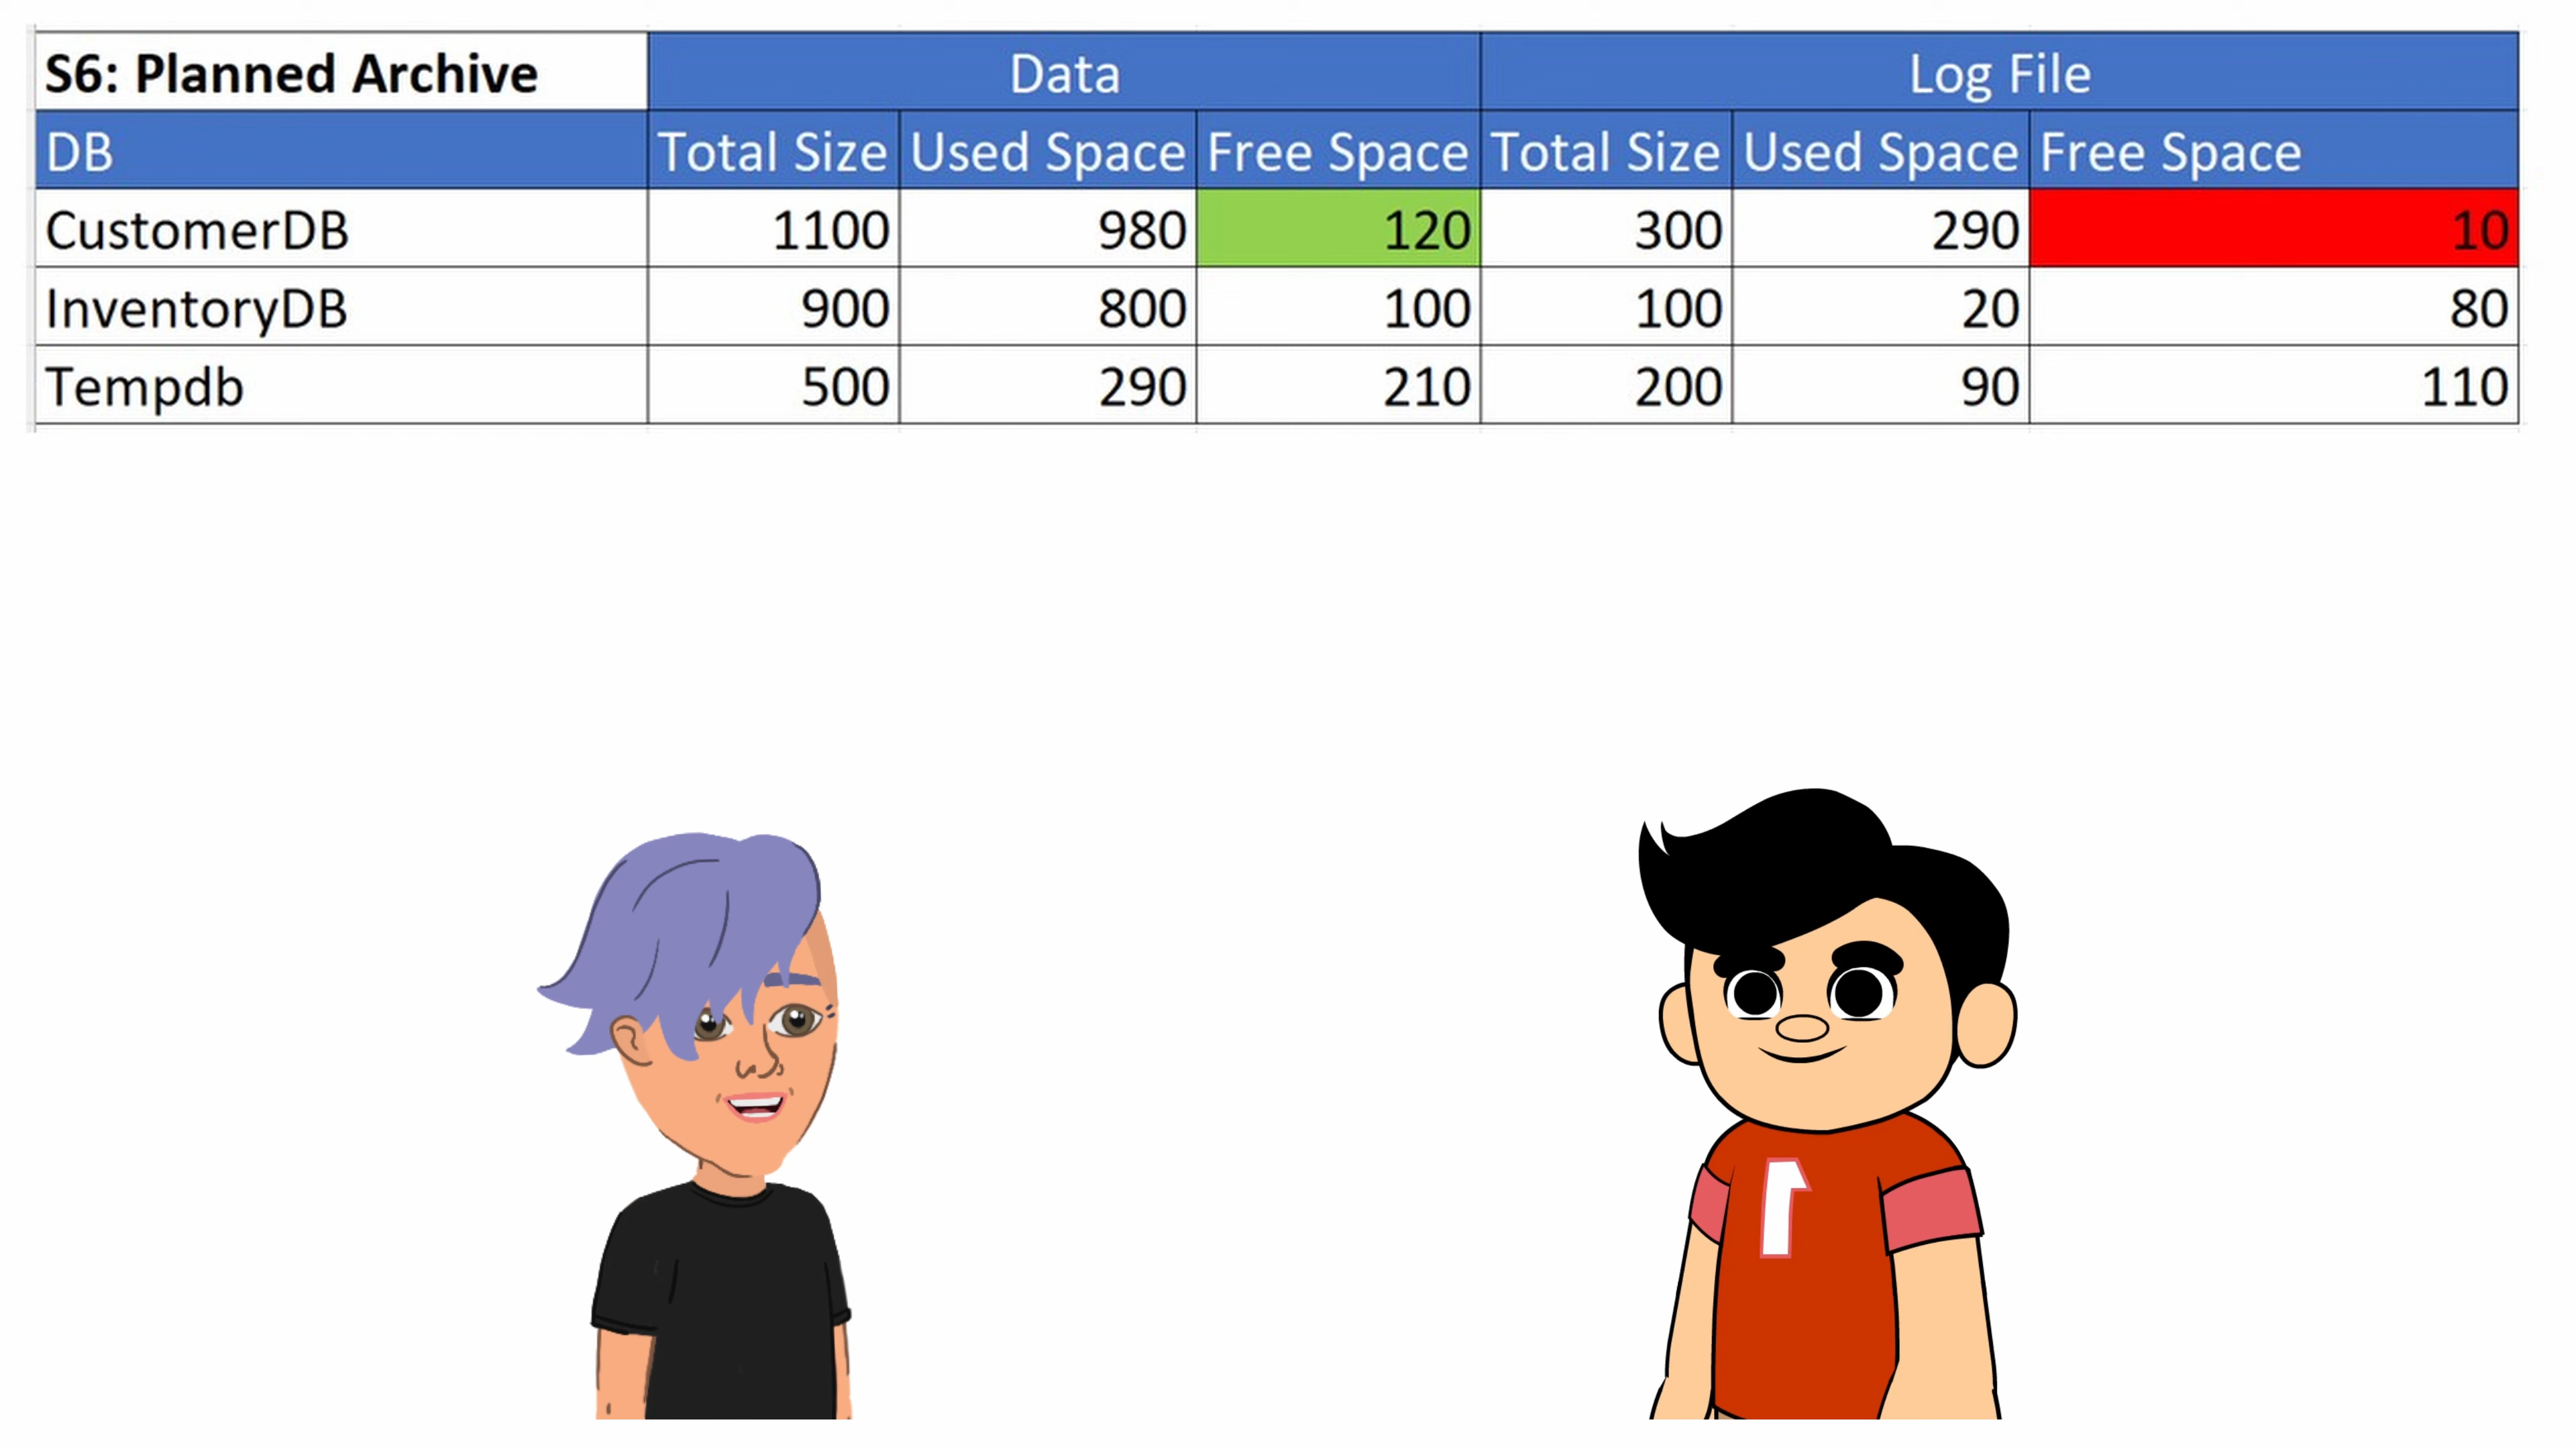 S6: Planned Archive Data Log File
DB Total Size Used Space Free Space Total Size Used Space Free Space
CustomerDB 1100 980 120 300 290 10
InventoryDB 900 800 100 100 20 80
Tempdb 500 290 210 200 90 110
1